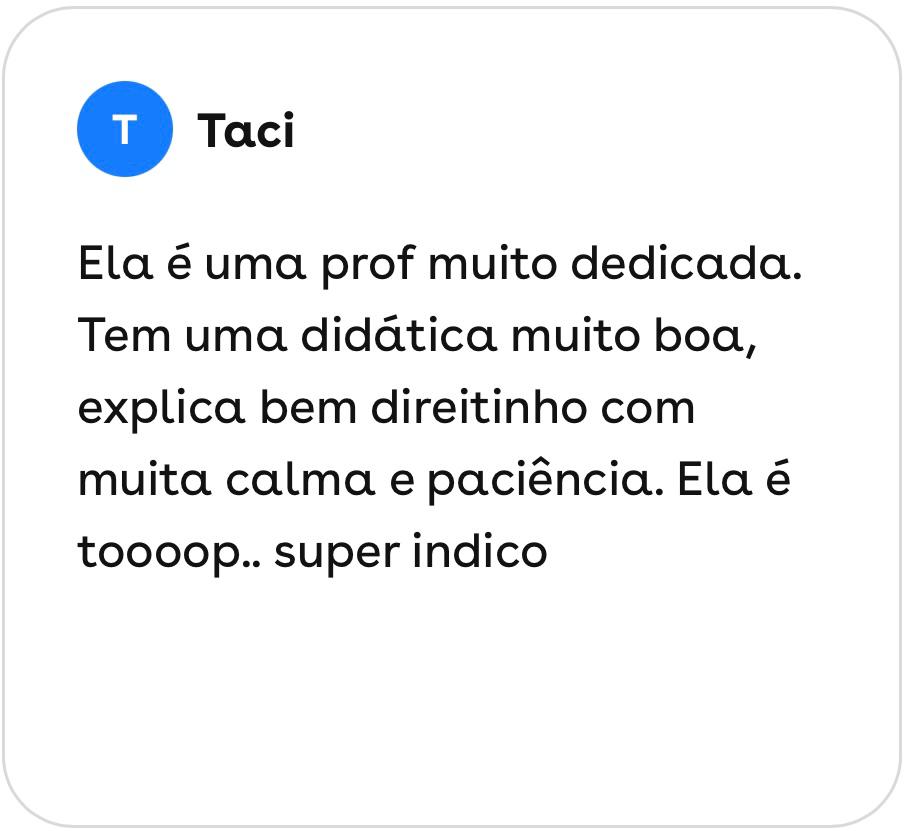 T
Taci
Ela é uma prof muito dedicada.
Tem uma didática muito boa,
explica bem direitinho com
muita calma e paciência. Ela é
toooop.. super indico